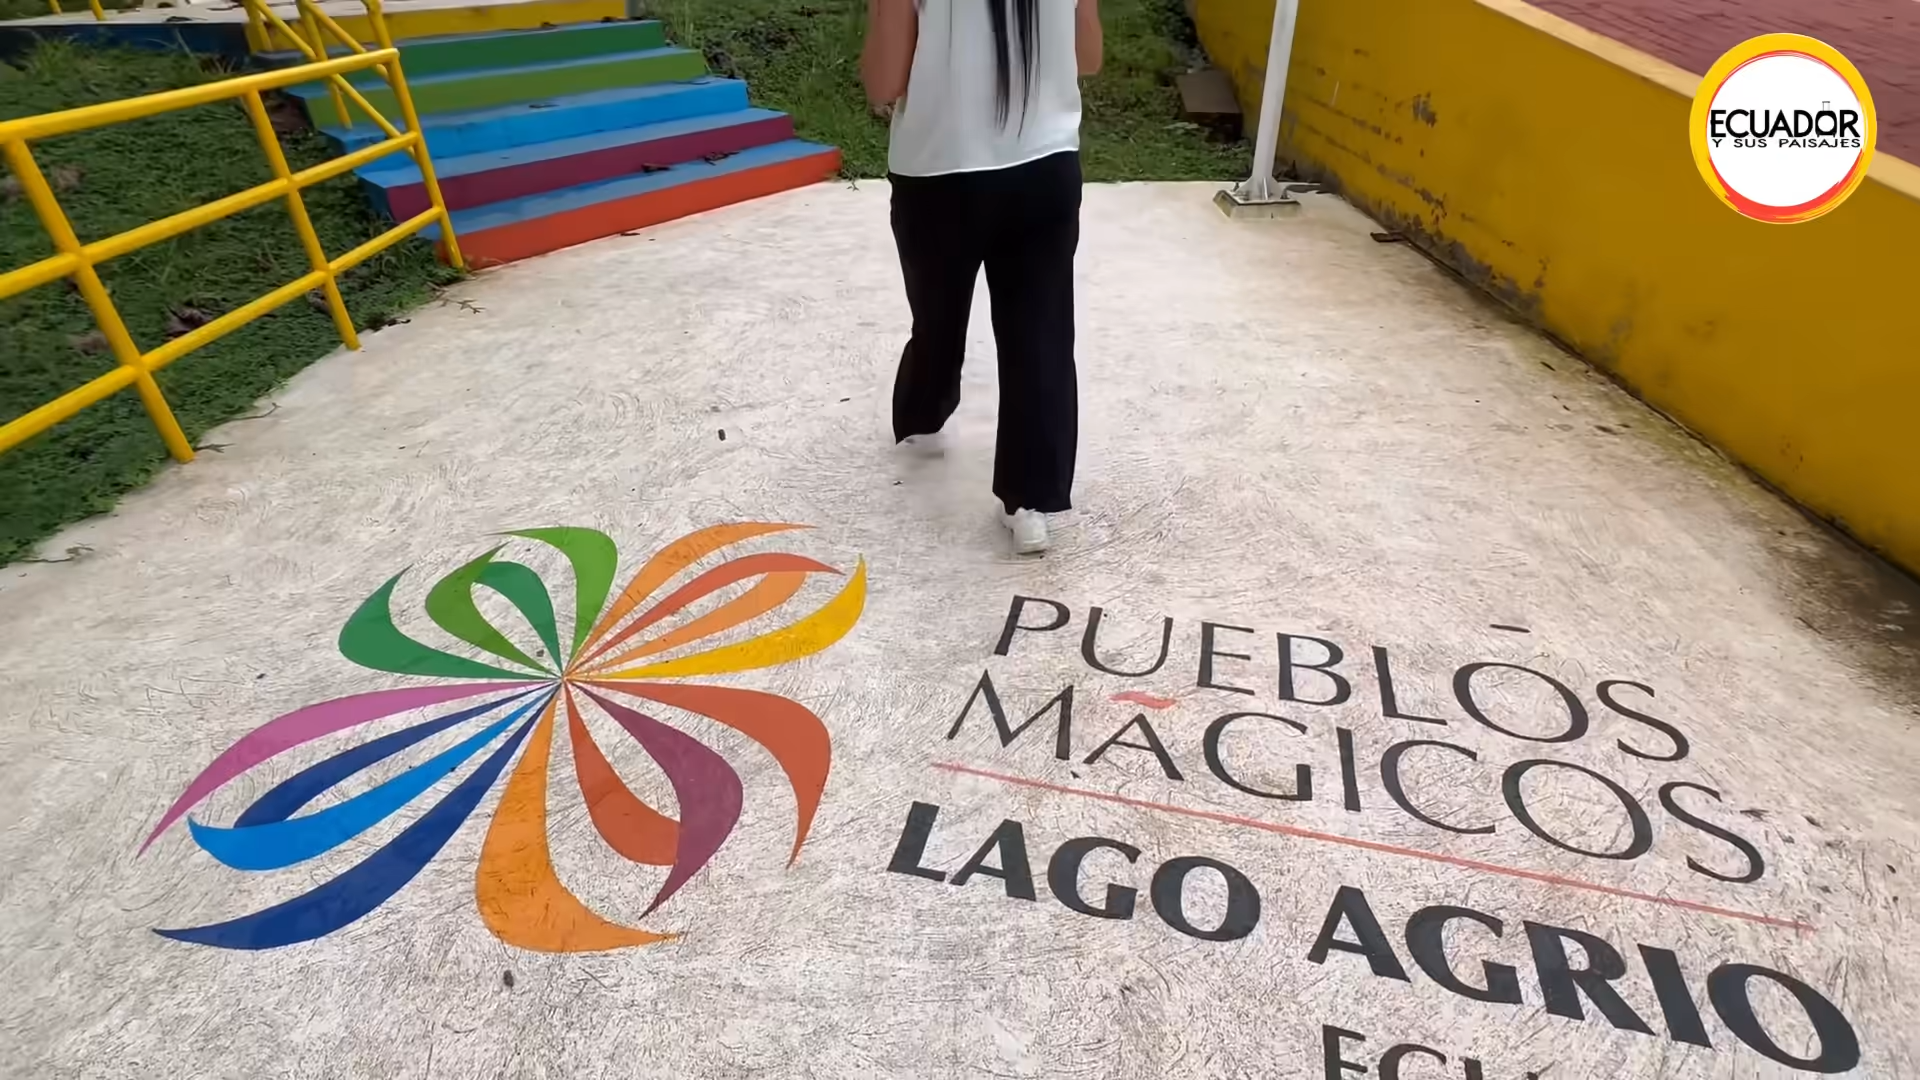 ECUADOR
Y SUS PAISAJES
PUEBLOS
MÁGICOS
LAGO AGRIO